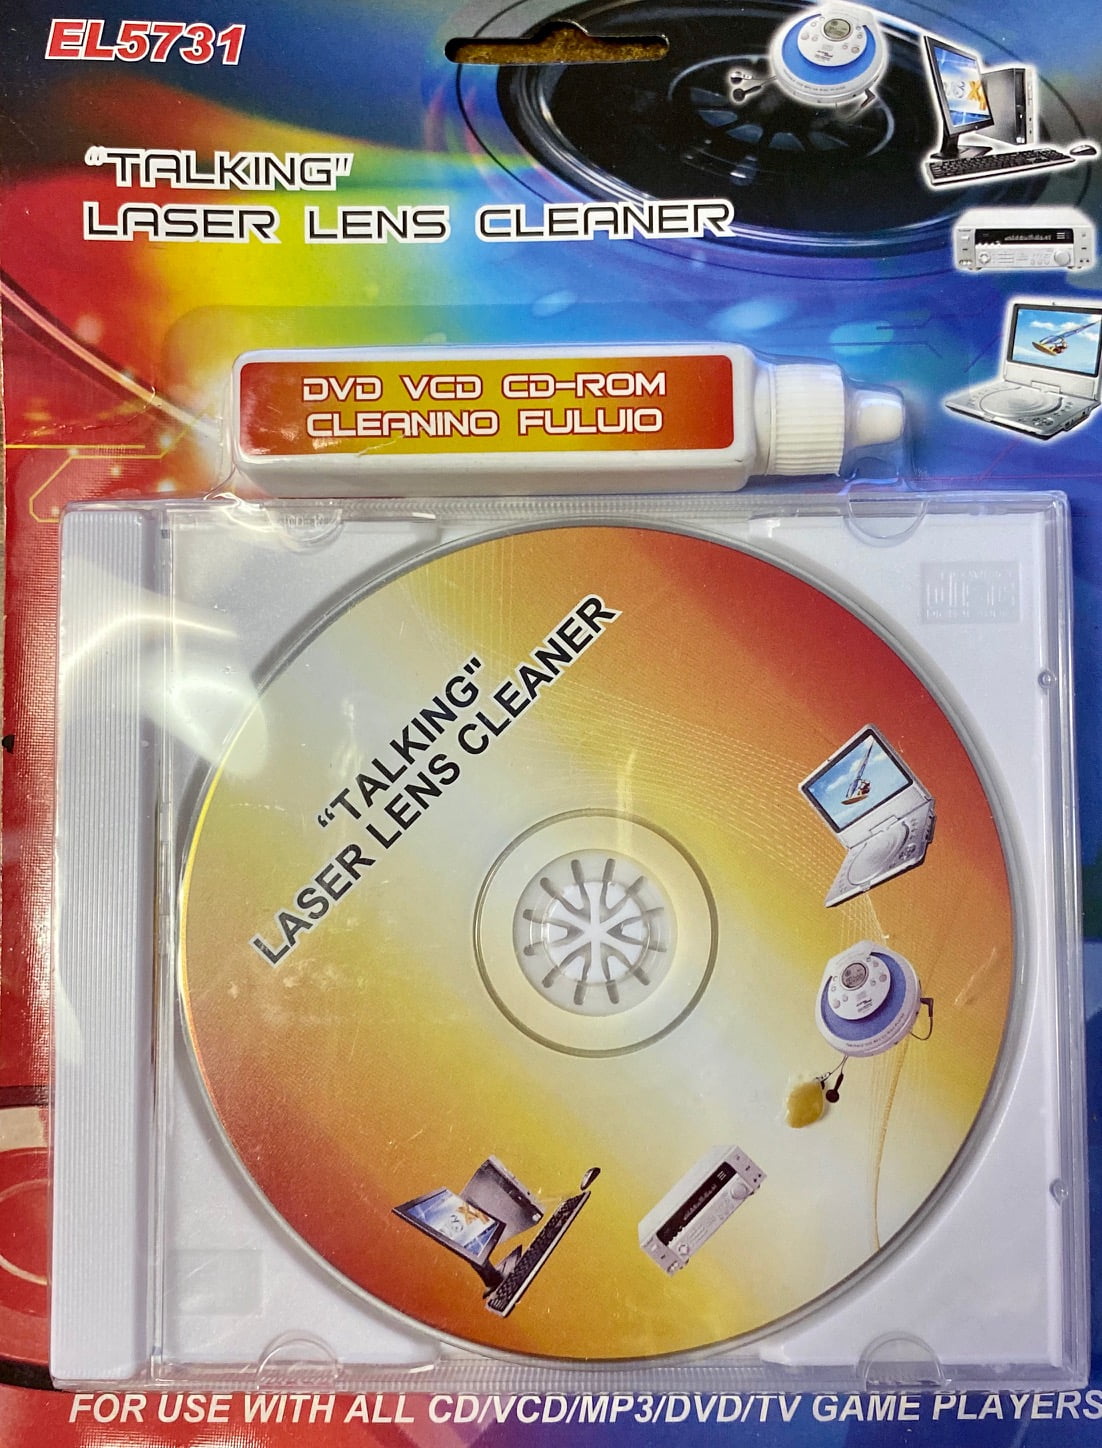 EL5731
“TALKING”
LASER LENS CLEANER
DVD VCD CD-ROM
CLEANINO FULUIO
“TALKING”
LASER LENS CLEANER
FOR USE WITH ALL CD/VCD/MP3/DVD/TV GAME PLAYERS